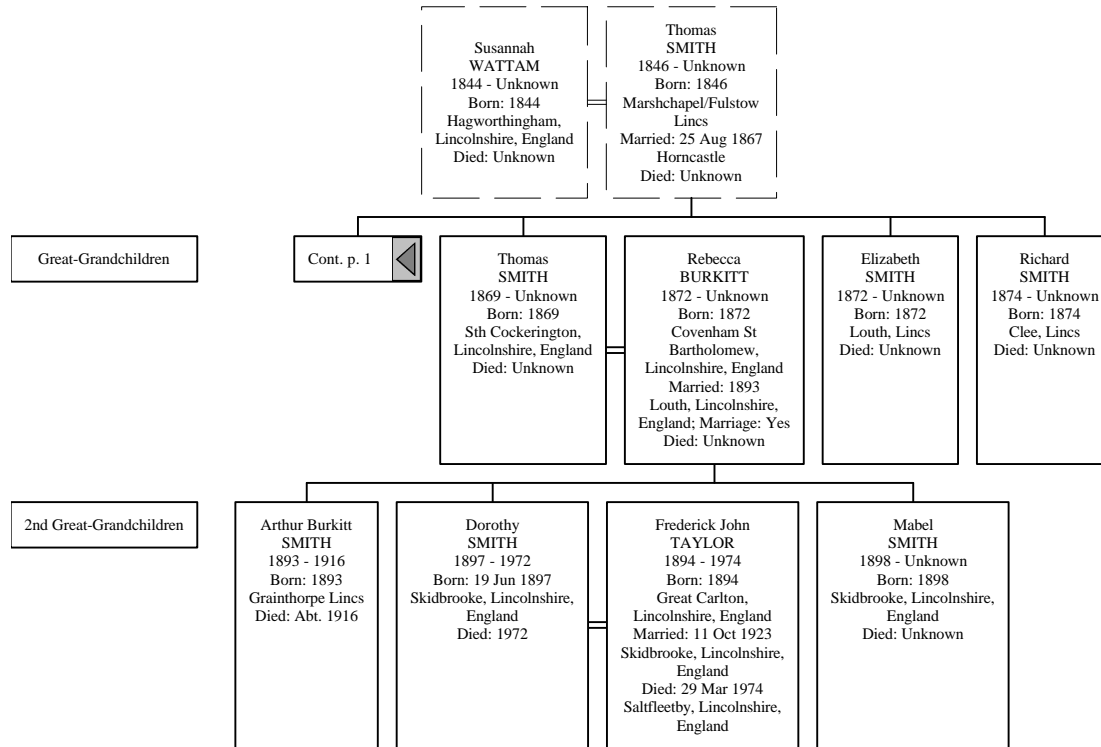 Susannah
WATTAM
1844 - Unknown
Born: 1844
Hagworthingham,
Lincolnshire, England
Died: Unknown
Thomas
SMITH
1846 - Unknown
Born: 1846
Marshchapel/Fulstow
Lincs
Married: 25 Aug 1867
Horncastle
Died: Unknown
Great-Grandchildren
Cont. p. 1
Thomas
SMITH
1869 - Unknown
Born: 1869
Sth Cockerington,
Lincolnshire, England
Died: Unknown
Rebecca
BURKITT
1872 - Unknown
Born: 1872
Covenham St
Bartholomew,
Lincolnshire, England
Married: 1893
Louth, Lincolnshire,
England; Marriage: Yes
Died: Unknown
Elizabeth
SMITH
1872 - Unknown
Born: 1872
Louth, Lincs
Died: Unknown
Richard
SMITH
1874 - Unknown
Born: 1874
Clee, Lincs
Died: Unknown
2nd Great-Grandchildren
Arthur Burkitt
SMITH
1893 - 1916
Born: 1893
Grainthorpe Lincs
Died: Abt. 1916
Dorothy
SMITH
1897 - 1972
Born: 19 Jun 1897
Skidbrooke, Lincolnshire,
England
Died: 1972
Frederick John
TAYLOR
1894 - 1974
Born: 1894
Great Carlton,
Lincolnshire, England
Married: 11 Oct 1923
Skidbrooke, Lincolnshire,
England
Died: 29 Mar 1974
Saltfleetby, Lincolnshire,
England
Mabel
SMITH
1898 - Unknown
Born: 1898
Skidbrooke, Lincolnshire,
England
Died: Unknown